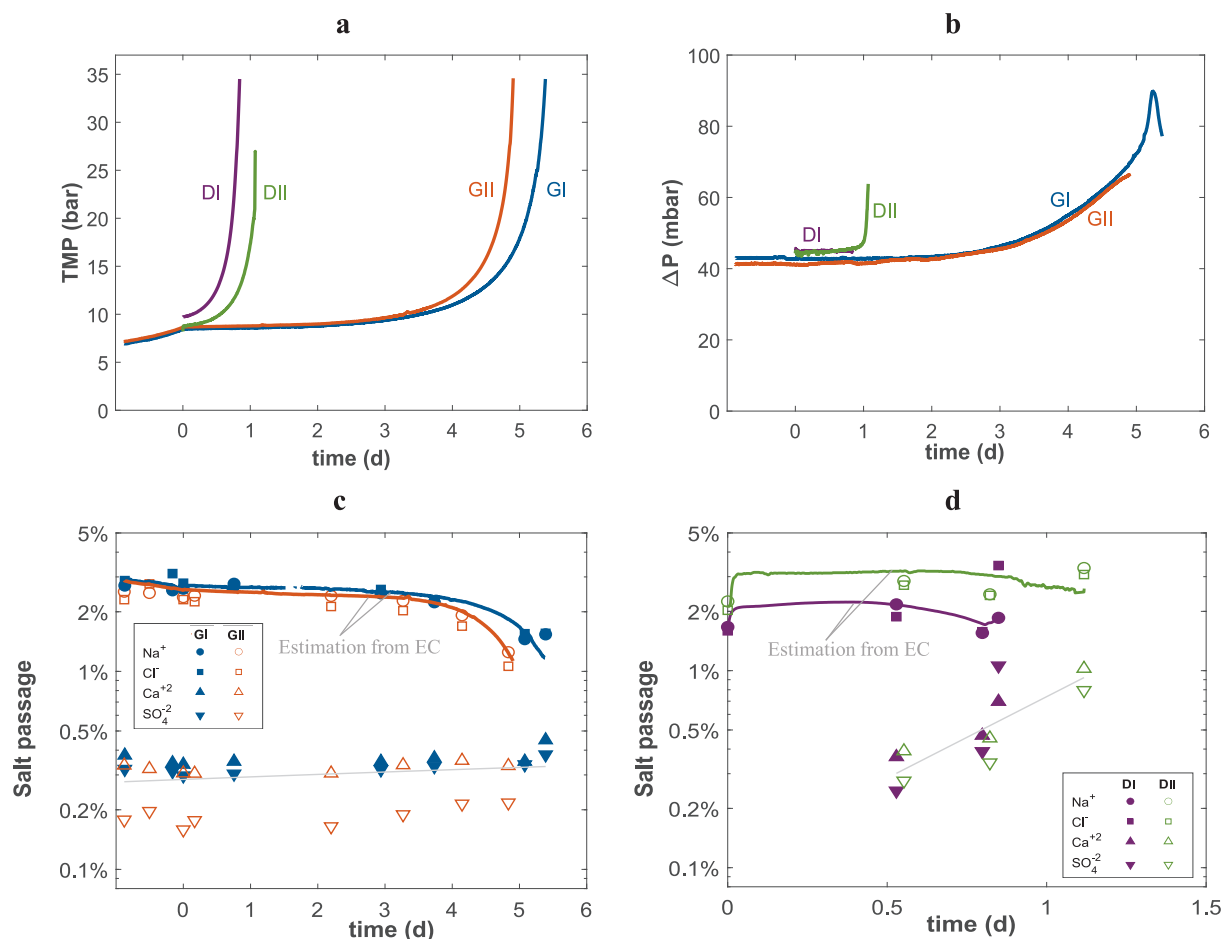 a
b
TMP (bar)
35
30
25
20
15
10
5
0
DI
DII
GII
GI
0
1
2
3
4
5
6
time (d)
ΔP (mbar)
100
80
60
40
20
0
DI
DII
GI
GII
0
1
2
3
4
5
6
time (d)
c
d
Salt passage
5%
2%
1%
0.5%
0.2%
0.1%
Estimation from EC
GI GII
Na+
Cl-
Ca+2
SO4-2
0
1
2
3
4
5
6
time (d)
Salt passage
5%
2%
1%
0.5%
0.2%
0.1%
Estimation from EC
DI DII
Na+
Cl-
Ca+2
SO4-2
0
0.5
1
1.5
time (d)